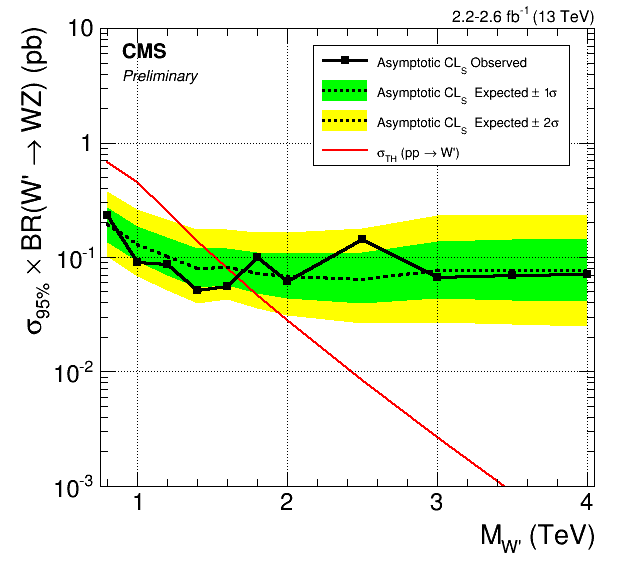 2.2-2.6 fb⁻¹ (13 TeV)
CMS
Preliminary
Asymptotic CLₛ Observed
Asymptotic CLₛ Expected ± 1σ
Asymptotic CLₛ Expected ± 2σ
σ_TH (pp → W')
σ₉₅% × BR(W' → WZ) (pb)
10
1
10⁻¹
10⁻²
10⁻³
1 2 3 4
M_W' (TeV)